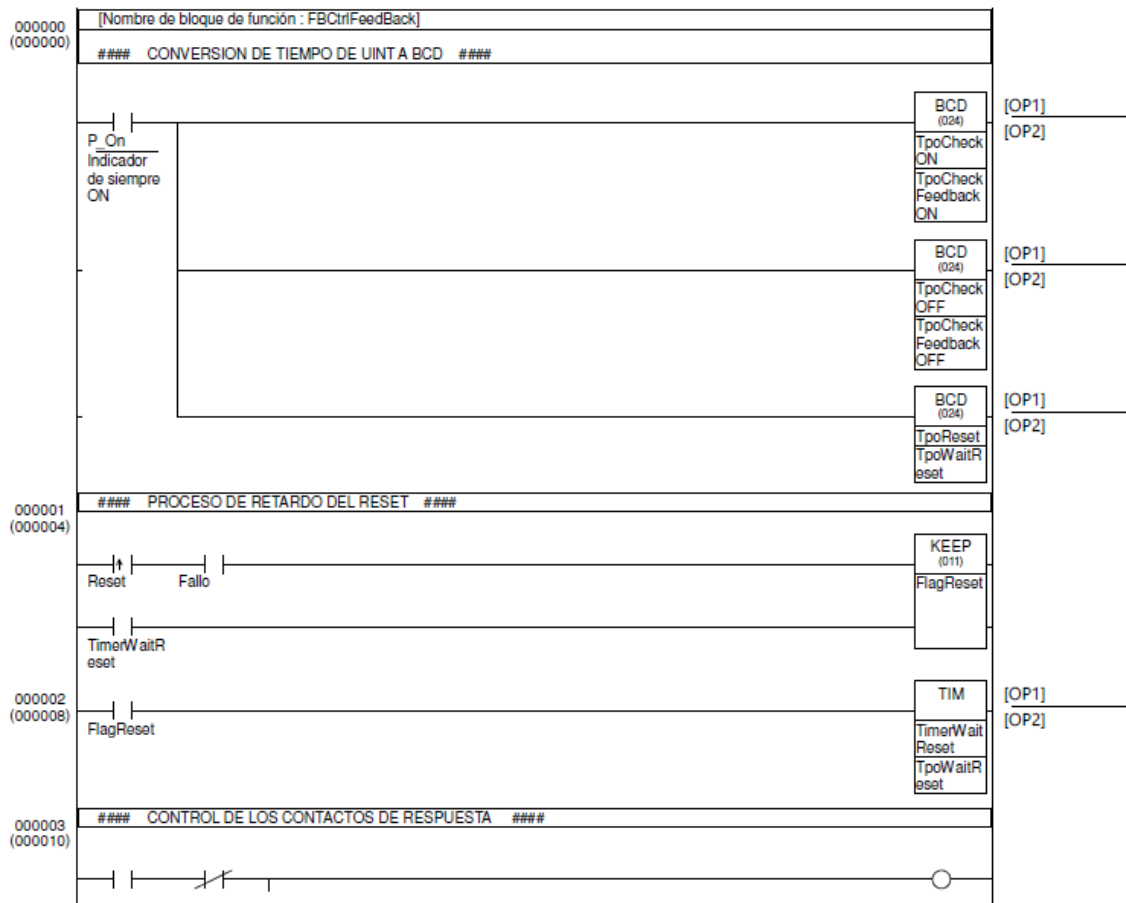 000000
(000000)
[Nombre de bloque de función : FBCtrlFeedBack]
#### CONVERSION DE TIEMPO DE UINT A BCD ####
P_On
Indicador
de siempre
ON
BCD
(024)
TpoCheck
ON
TpoCheck
Feedback
ON
[OP1]
[OP2]
BCD
(024)
TpoCheck
OFF
TpoCheck
Feedback
OFF
[OP1]
[OP2]
BCD
(024)
TpoReset
TpoWaitR
eset
[OP1]
[OP2]
000001
(000004)
#### PROCESO DE RETARDO DEL RESET ####
Reset
Fallo
KEEP
(011)
FlagReset
TimerWaitR
eset
000002
(000008)
FlagReset
TIM
TimerWait
Reset
TpoWaitR
eset
[OP1]
[OP2]
000003
(000010)
#### CONTROL DE LOS CONTACTOS DE RESPUESTA ####